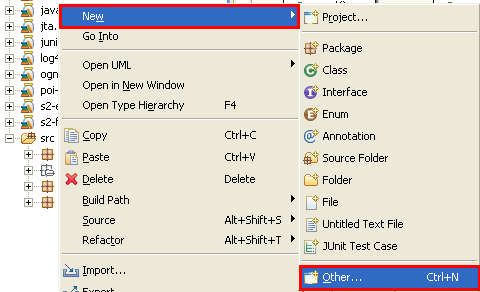 java
jta.
juni
log4
ogn
poi-
s2-e
s2-f
src
New
Go Into
Open UML
Open in New Window
Open Type Hierarchy F4
Copy Ctrl+C
Paste Ctrl+V
Delete Delete
Build Path
Source Alt+Shift+S
Refactor Alt+Shift+T
Import...
Export
Project...
Package
Class
Interface
Enum
Annotation
Source Folder
Folder
File
Untitled Text File
JUnit Test Case
Other... Ctrl+N